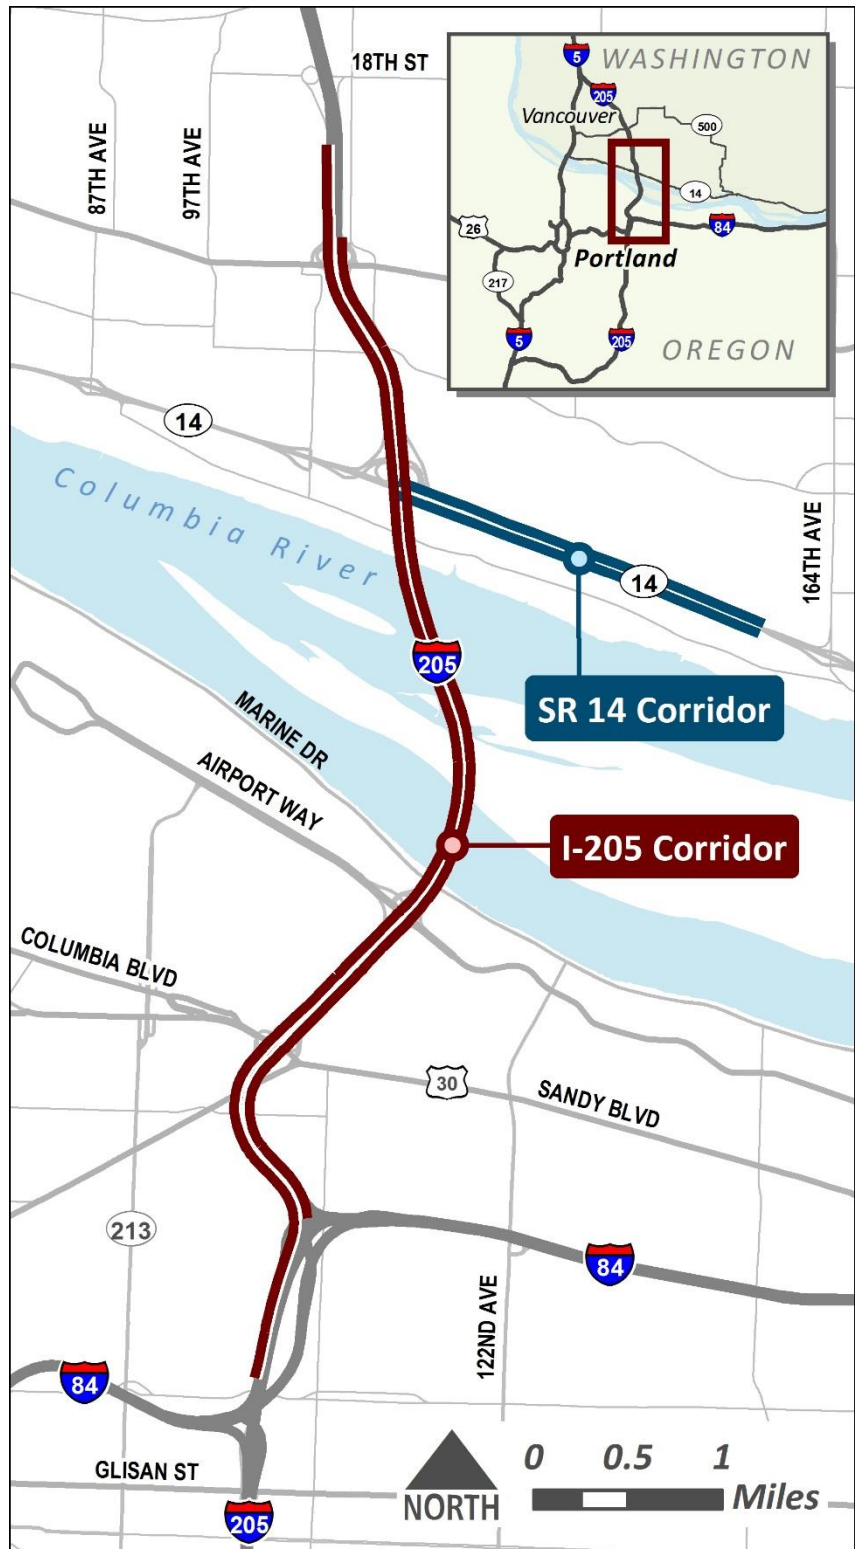 18TH ST
87TH AVE
97TH AVE
5
WASHINGTON
205
Vancouver
500
14
26
84
Portland
217
5
205
OREGON
14
Columbia River
164TH AVE
14
205
SR 14 Corridor
MARINE DR
AIRPORT WAY
I-205 Corridor
COLUMBIA BLVD
30
SANDY BLVD
213
84
122ND AVE
84
GLISAN ST
205
NORTH
0 0.5 1
Miles